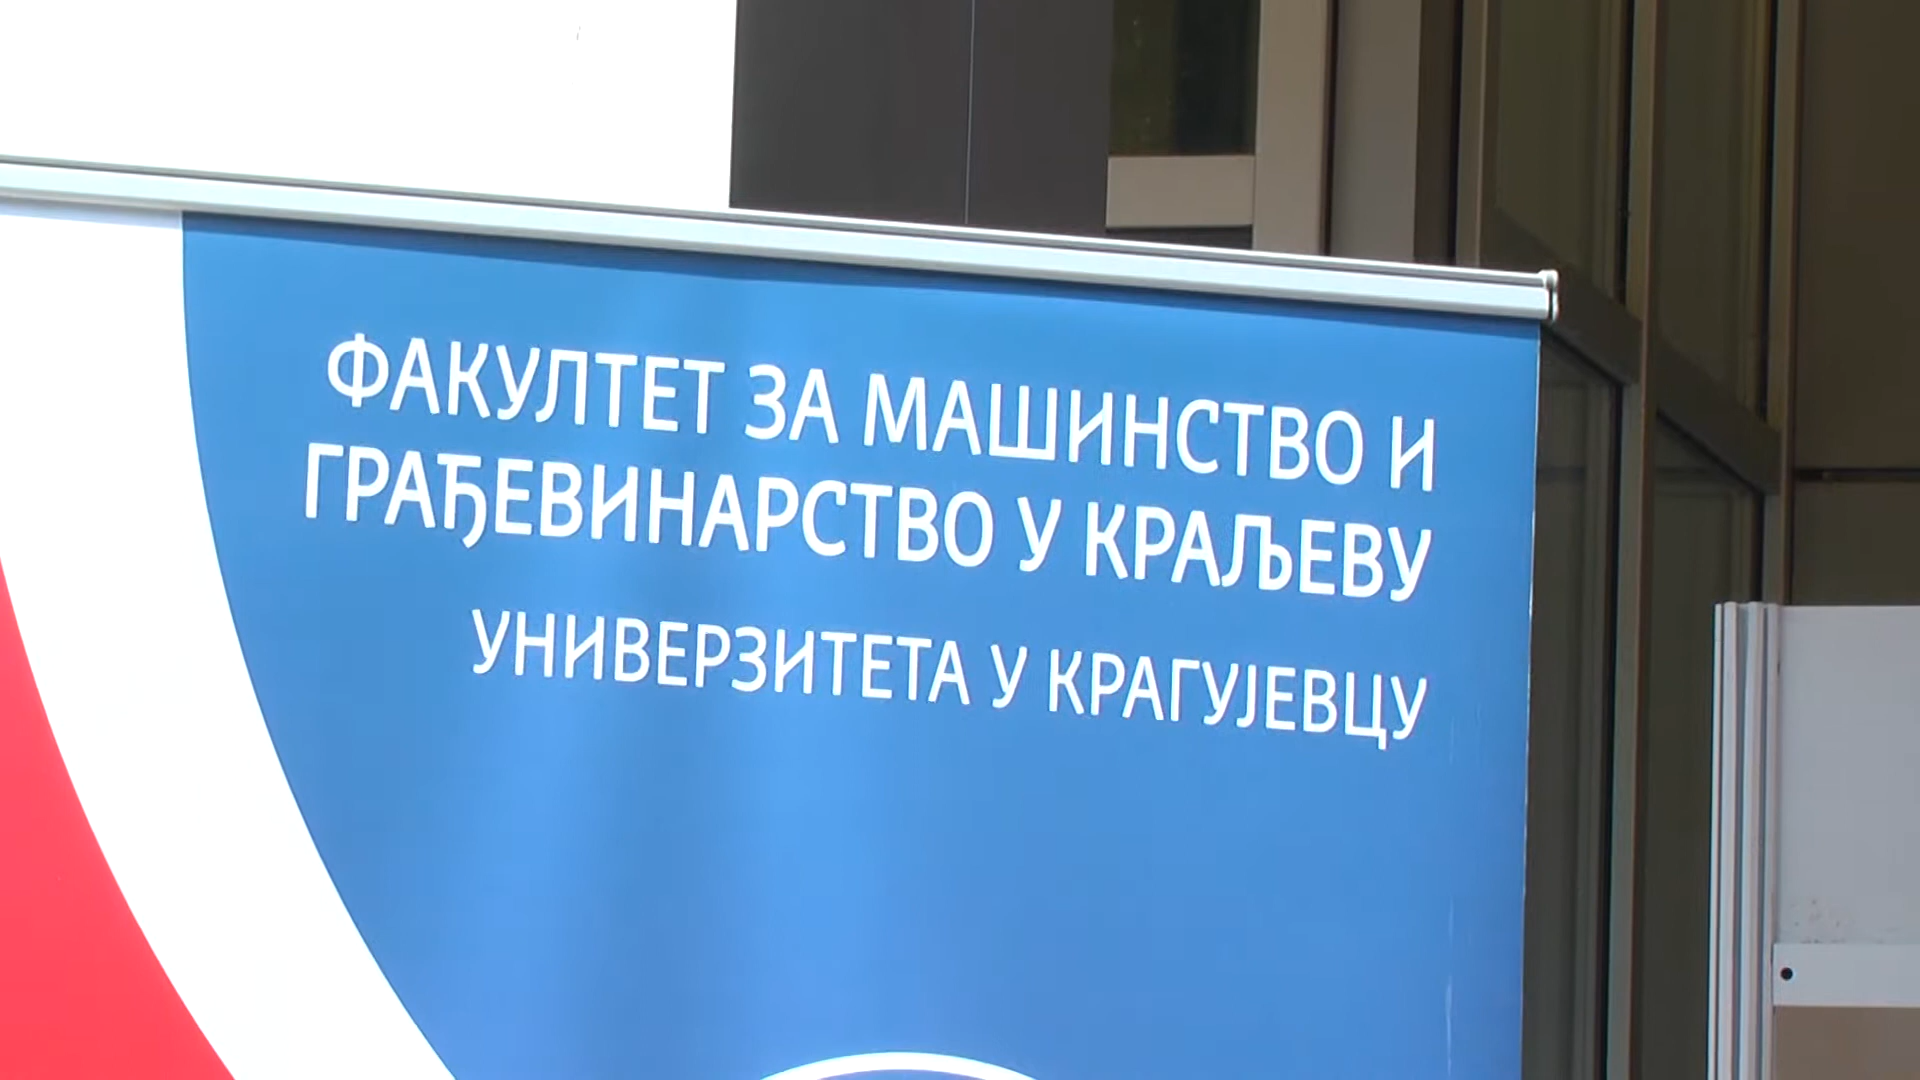 ФАКУЛТЕТ ЗА МАШИНСТВО И
ГРАЂЕВИНАРСТВО У КРАЉЕВУ
УНИВЕРЗИТЕТА У КРАГУЈЕВЦУ